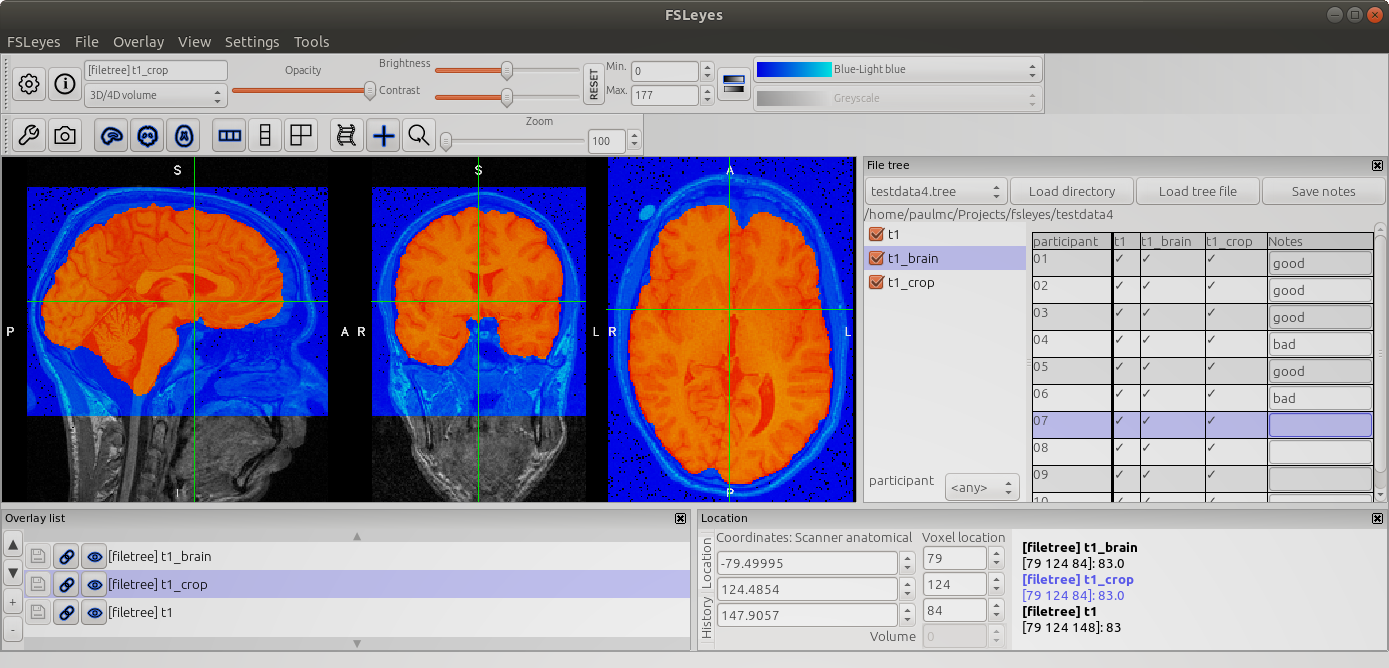 FSLeyes
FSLeyes File Overlay View Settings Tools
[filetree] t1_crop
3D/4D volume
Opacity
Brightness
Contrast
RESET
Min. 0
Max. 177
Blue-Light blue
Greyscale
Zoom
100
S S A
P A R L R L
I P
File tree
testdata4.tree Load directory Load tree file Save notes
/home/paulmc/Projects/fsleyes/testdata4
t1
t1_brain
t1_crop
participant <any>
participant t1 t1_brain t1_crop Notes
01 ✓ ✓ ✓ good
02 ✓ ✓ ✓ good
03 ✓ ✓ ✓ good
04 ✓ ✓ ✓ bad
05 ✓ ✓ ✓ good
06 ✓ ✓ ✓ bad
07 ✓ ✓ ✓
08 ✓ ✓ ✓
09 ✓ ✓ ✓
10 ✓ ✓ ✓
Overlay list
[filetree] t1_brain
[filetree] t1_crop
[filetree] t1
Location
Location
History
Coordinates: Scanner anatomical Voxel location
-79.49995 79
124.4854 124
147.9057 84
Volume 0
[filetree] t1_brain
[79 124 84]: 83.0
[filetree] t1_crop
[79 124 84]: 83.0
[filetree] t1
[79 124 148]: 83